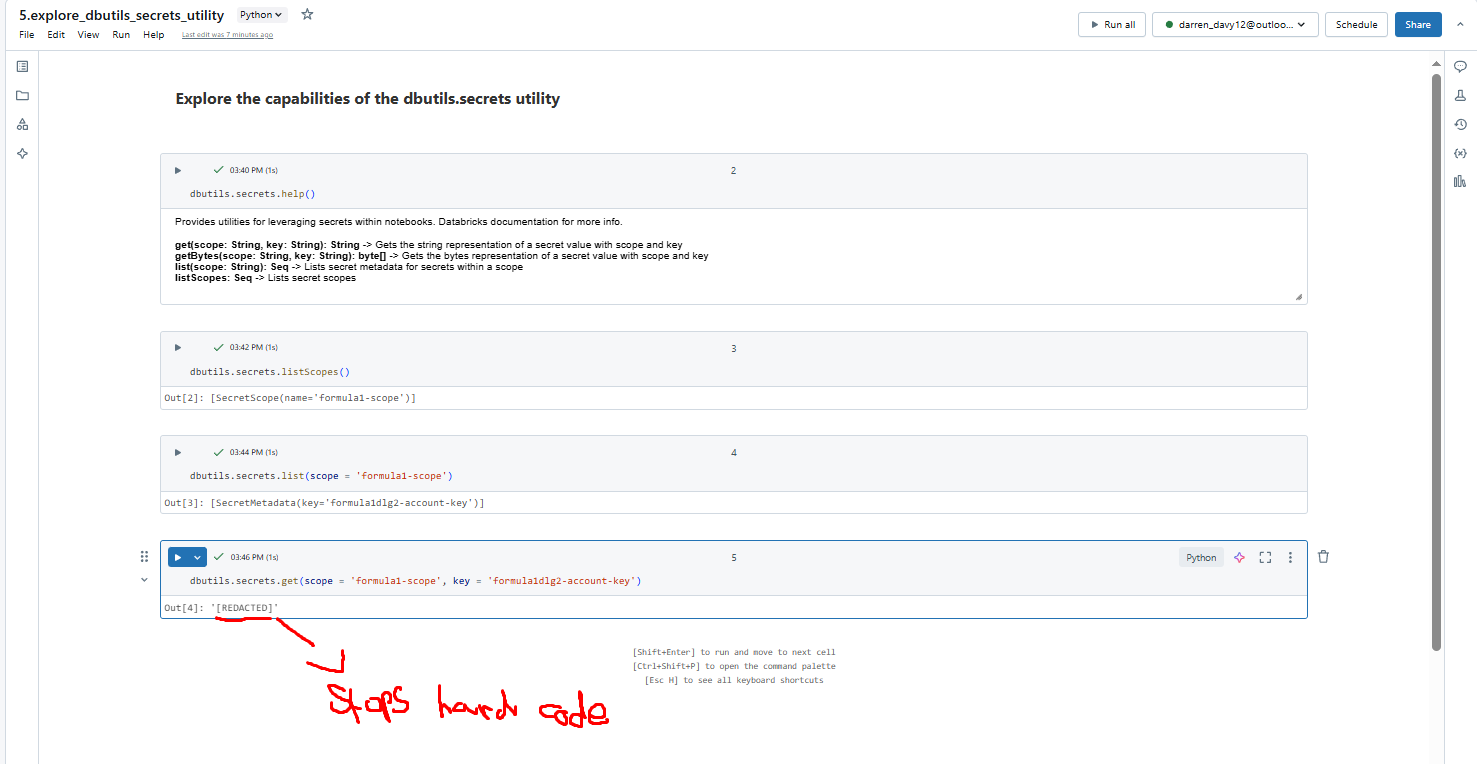 5.explore_dbutils_secrets_utility Python
File Edit View Run Help Last edit was 7 minutes ago
Run all
darren_davy12@outloo...
Schedule
Share
Explore the capabilities of the dbutils.secrets utility
03:40 PM (1s)
2
dbutils.secrets.help()
Provides utilities for leveraging secrets within notebooks. Databricks documentation for more info.
get(scope: String, key: String): String -> Gets the string representation of a secret value with scope and key
getBytes(scope: String, key: String): byte[] -> Gets the bytes representation of a secret value with scope and key
list(scope: String): Seq -> Lists secret metadata for secrets within a scope
listScopes: Seq -> Lists secret scopes
03:42 PM (1s)
3
dbutils.secrets.listScopes()
Out[2]: [SecretScope(name='formula1-scope')]
03:44 PM (1s)
4
dbutils.secrets.list(scope = 'formula1-scope')
Out[3]: [SecretMetadata(key='formula1dlg2-account-key')]
03:46 PM (1s)
5
Python
dbutils.secrets.get(scope = 'formula1-scope', key = 'formula1dlg2-account-key')
Out[4]: '[REDACTED]'
[Shift+Enter] to run and move to next cell
[Ctrl+Shift+P] to open the command palette
[Esc H] to see all keyboard shortcuts
Stops hard code